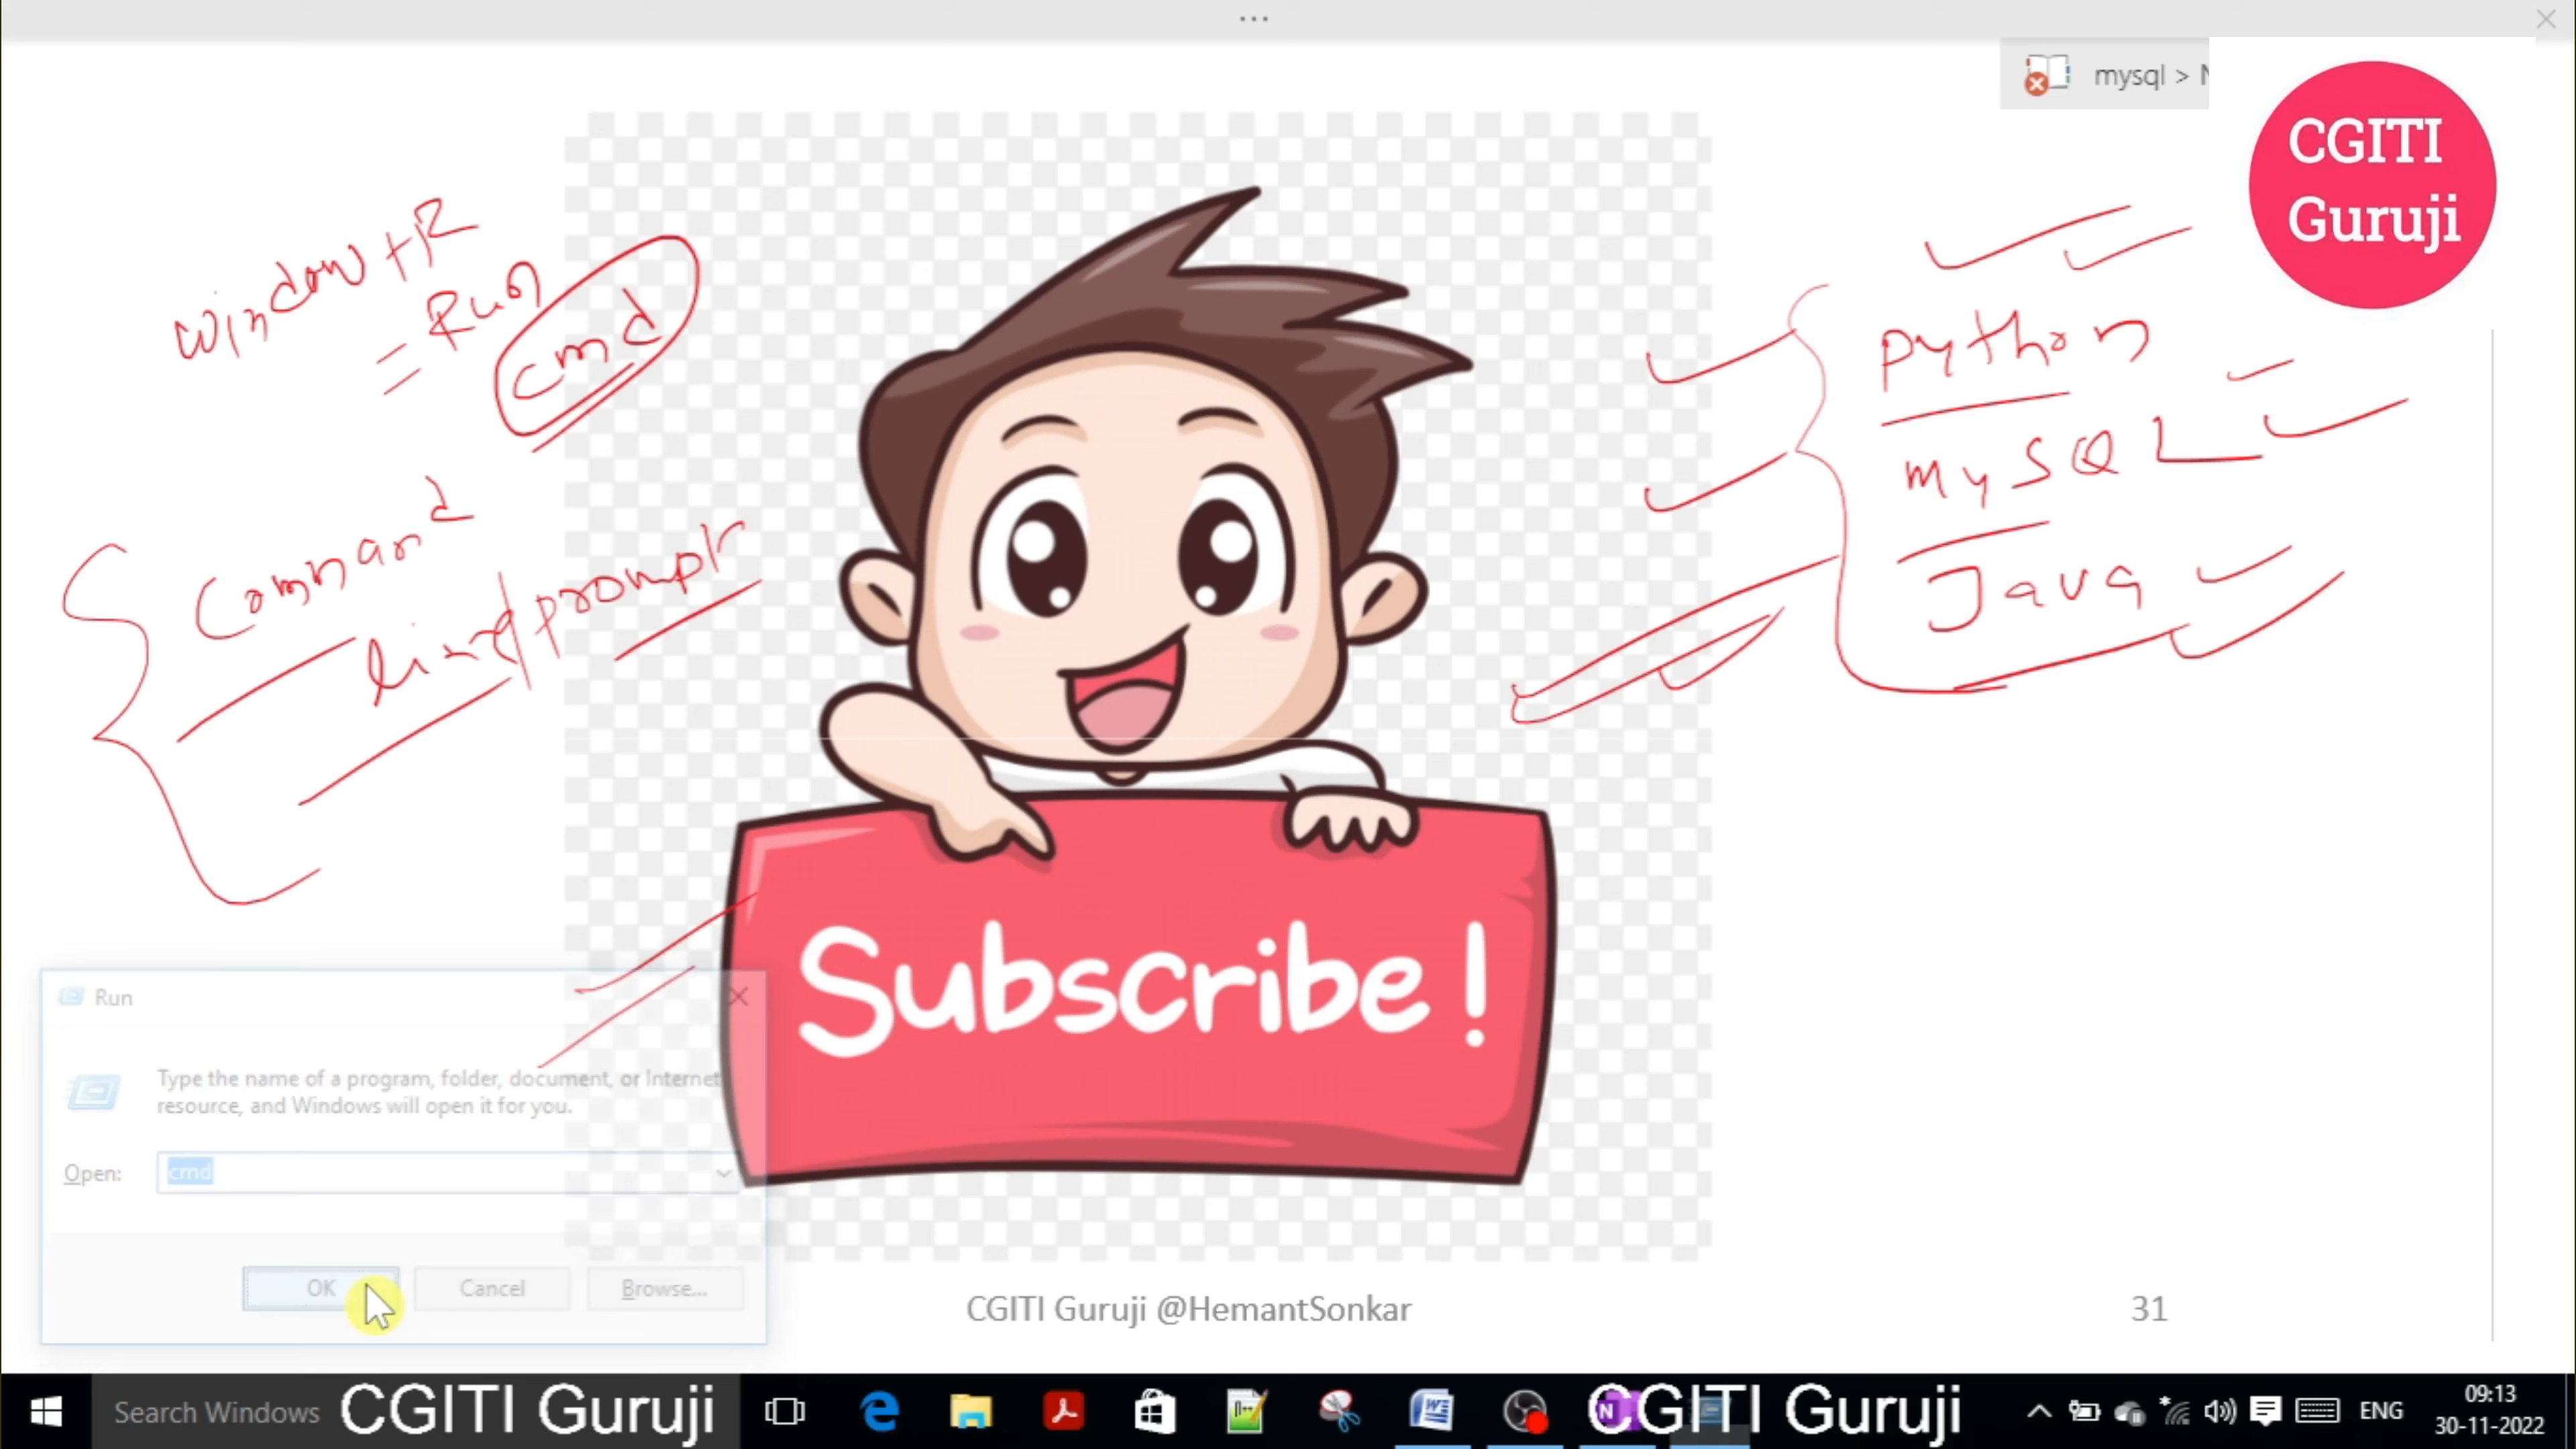 mysql > N
CGITI
Guruji
Window + R
= Run
cmd
Command
line/prompt
Python
MySQL
Java
Subscribe!
Run
Type the name of a program, folder, document, or Internet
resource, and Windows will open it for you.
Open: cmd
OK Cancel Browse...
CGITI Guruji @HemantSonkar 31
Search Windows CGITI Guruji CGITI Guruji ENG 09:13
30-11-2022